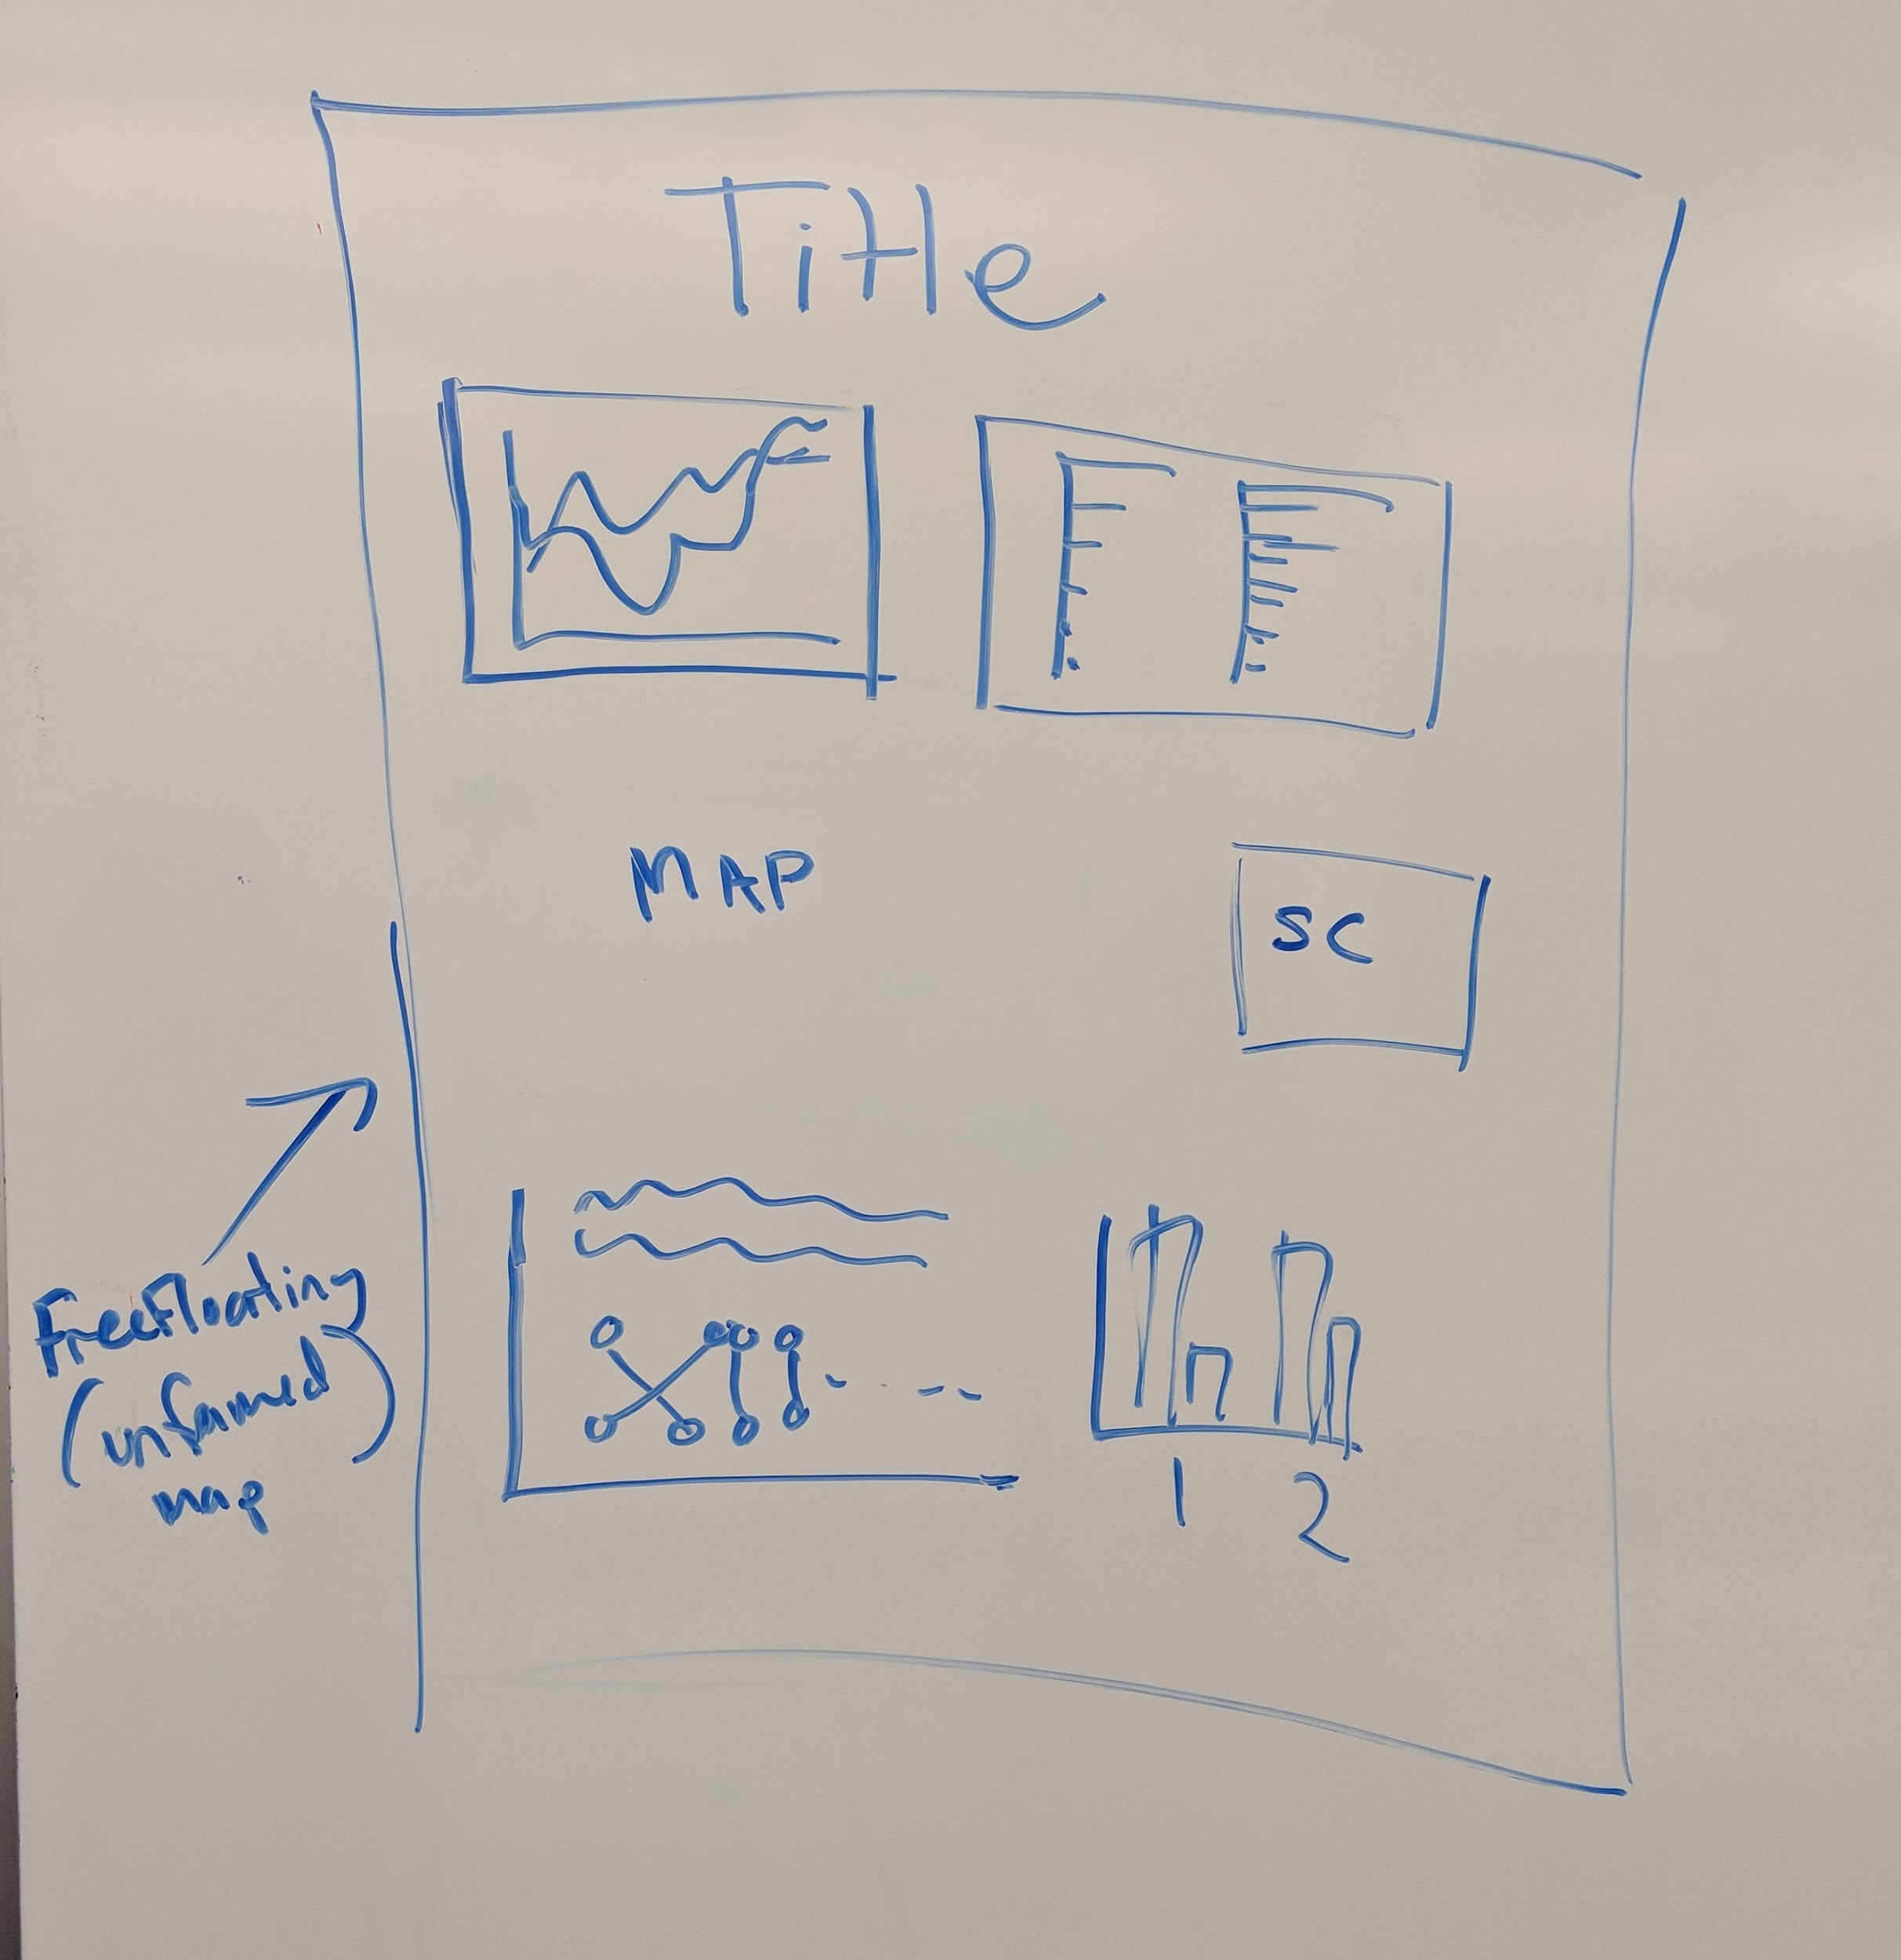 Title
MAP
SC
FreeFloating
(unframed)
map
1
2